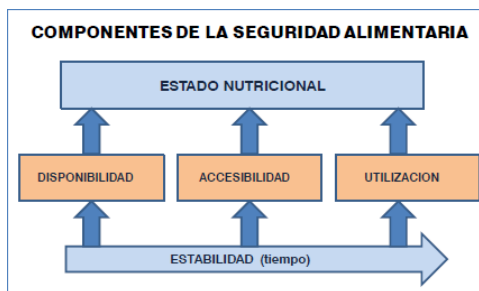 COMPONENTES DE LA SEGURIDAD ALIMENTARIA
ESTADO NUTRICIONAL
DISPONIBILIDAD
ACCESIBILIDAD
UTILIZACION
ESTABILIDAD (tiempo)